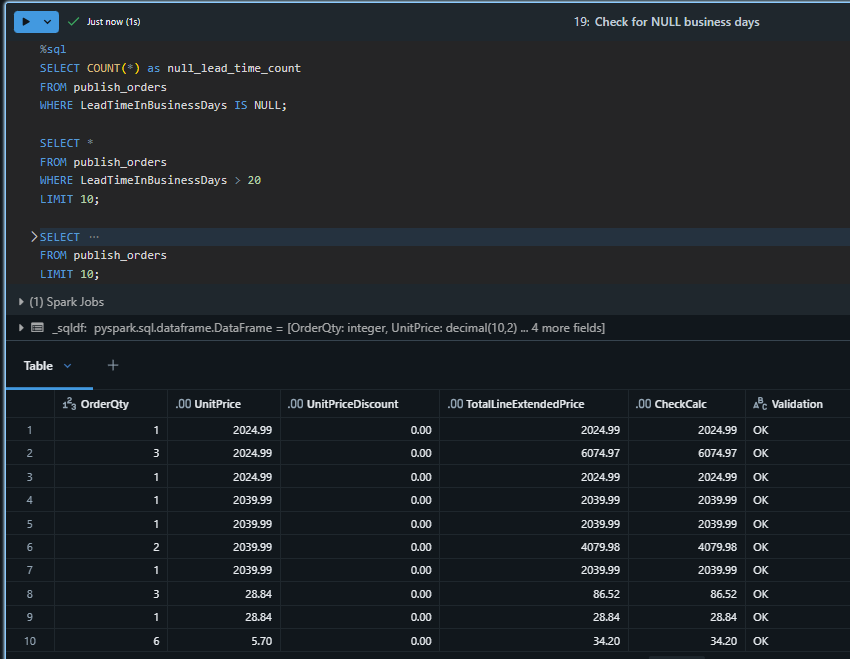 Just now (1s)
19: Check for NULL business days
%sql
SELECT COUNT(*) as null_lead_time_count
FROM publish_orders
WHERE LeadTimeInBusinessDays IS NULL;
SELECT *
FROM publish_orders
WHERE LeadTimeInBusinessDays > 20
LIMIT 10;
SELECT ...
FROM publish_orders
LIMIT 10;
(1) Spark Jobs
_sqldf: pyspark.sql.dataframe.DataFrame = [OrderQty: integer, UnitPrice: decimal(10,2) ... 4 more fields]
Table +
123 OrderQty .00 UnitPrice .00 UnitPriceDiscount .00 TotalLineExtendedPrice .00 CheckCalc ABC Validation
1 1 2024.99 0.00 2024.99 2024.99 OK
2 3 2024.99 0.00 6074.97 6074.97 OK
3 1 2024.99 0.00 2024.99 2024.99 OK
4 1 2039.99 0.00 2039.99 2039.99 OK
5 1 2039.99 0.00 2039.99 2039.99 OK
6 2 2039.99 0.00 4079.98 4079.98 OK
7 1 2039.99 0.00 2039.99 2039.99 OK
8 3 28.84 0.00 86.52 86.52 OK
9 1 28.84 0.00 28.84 28.84 OK
10 6 5.70 0.00 34.20 34.20 OK